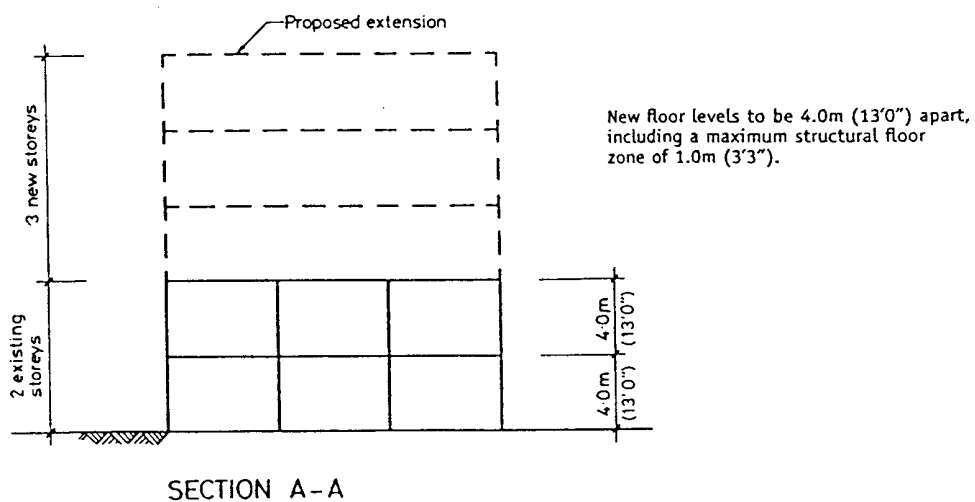 Proposed extension
3 new storeys
New floor levels to be 4.0m (13'0") apart,
including a maximum structural floor
zone of 1.0m (3'3").
2 existing
storeys
4·0m
(13'0")
4·0m
(13'0")
SECTION A-A